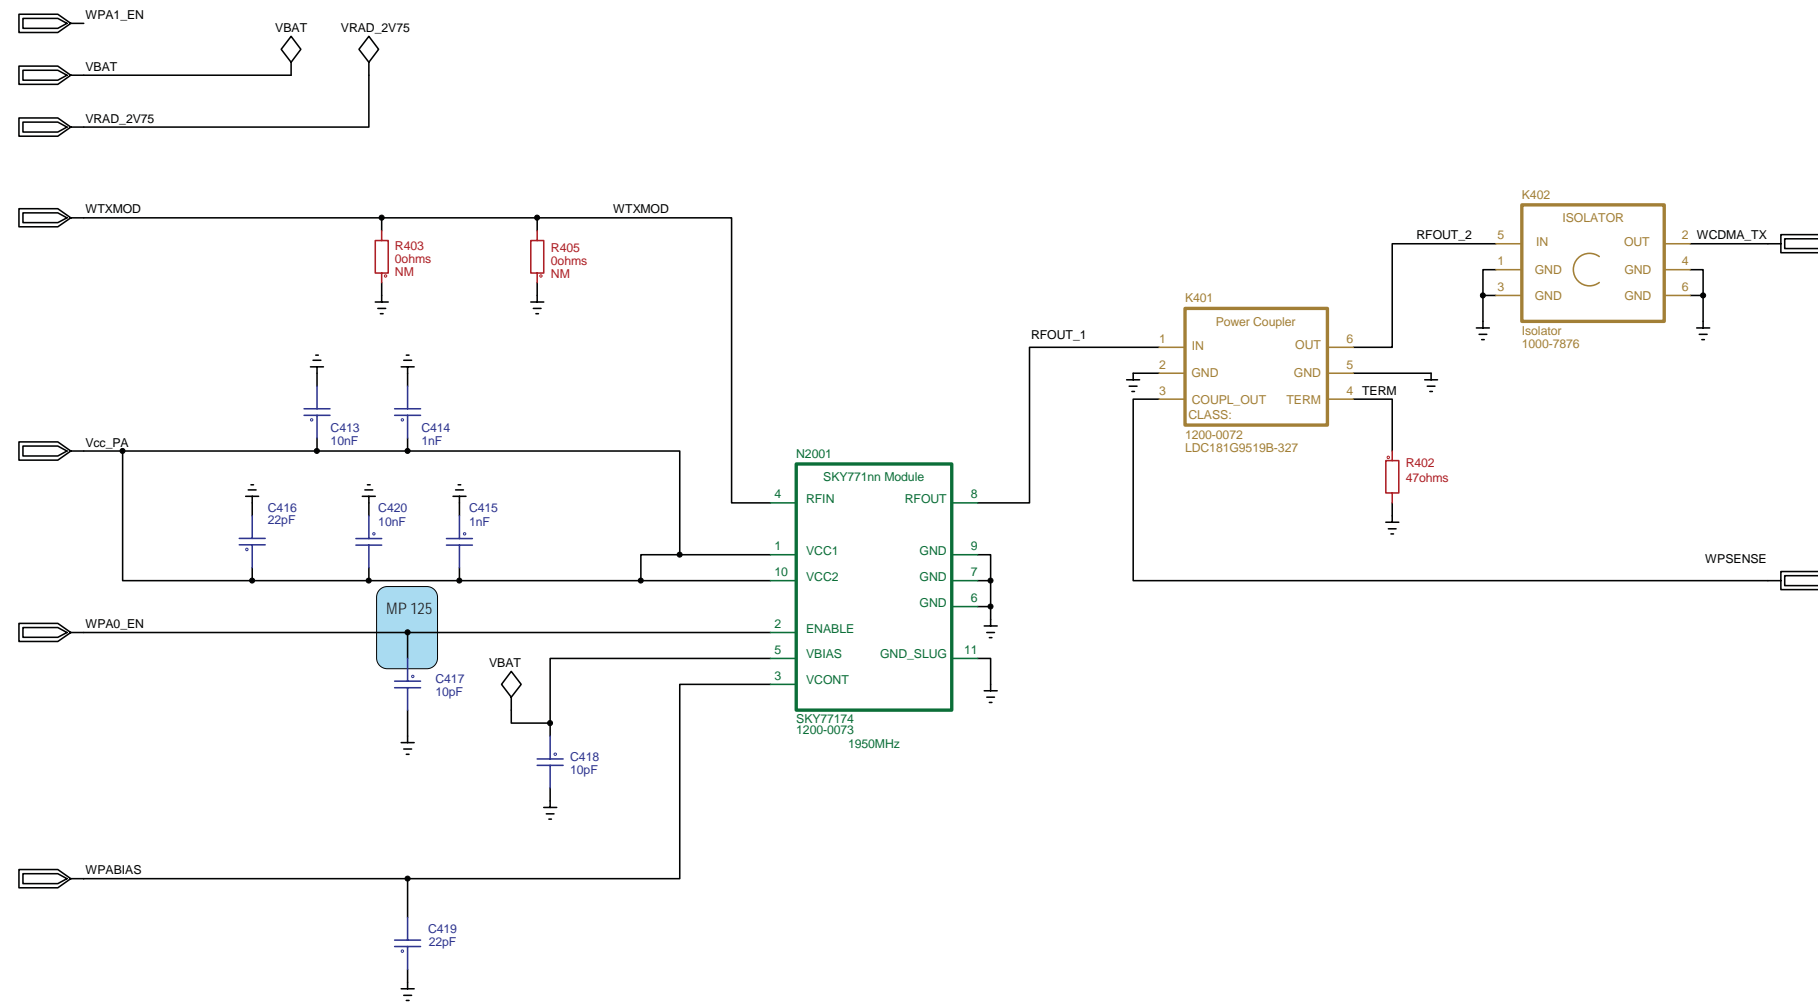 WPA1_EN
VBAT
VRAD_2V75
VBAT
VRAD_2V75
WTXMOD
WTXMOD
R403
0ohms
NM
R405
0ohms
NM
K402
ISOLATOR
RFOUT_2
5
IN
OUT
2
WCDMA_TX
1
GND
GND
4
3
GND
GND
6
Isolator
1000-7876
K401
Power Coupler
RFOUT_1
1
IN
OUT
6
2
GND
GND
5
3
COUPL_OUT
TERM
4
TERM
CLASS:
1200-0072
LDC181G9519B-327
R402
47ohms
C413
10nF
C414
1nF
Vcc_PA
C416
22pF
C420
10nF
C415
1nF
N2001
SKY771nn Module
4
RFIN
RFOUT
8
1
VCC1
GND
9
10
VCC2
GND
7
GND
6
2
ENABLE
5
VBIAS
GND_SLUG
11
3
VCONT
SKY77174
1200-0073
1950MHz
WPSENSE
MP 125
WPA0_EN
C417
10pF
VBAT
C418
10pF
WPABIAS
C419
22pF